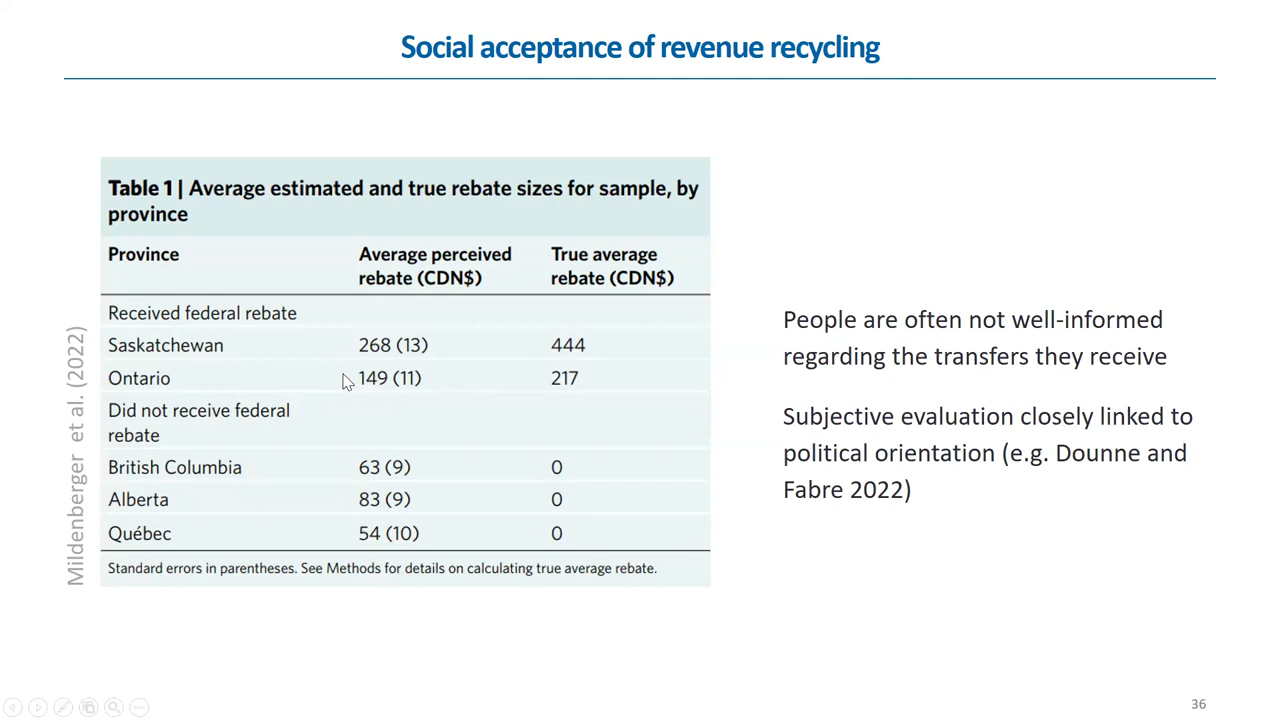 Social acceptance of revenue recycling
Mildenberger et al. (2022)
Table 1 | Average estimated and true rebate sizes for sample, by
province
Province Average perceived rebate (CDN$) True average rebate (CDN$)
Received federal rebate
Saskatchewan 268 (13) 444
Ontario 149 (11) 217
Did not receive federal
rebate
British Columbia 63 (9) 0
Alberta 83 (9) 0
Québec 54 (10) 0
Standard errors in parentheses. See Methods for details on calculating true average rebate.
People are often not well-informed
regarding the transfers they receive
Subjective evaluation closely linked to
political orientation (e.g. Dounne and
Fabre 2022)
36